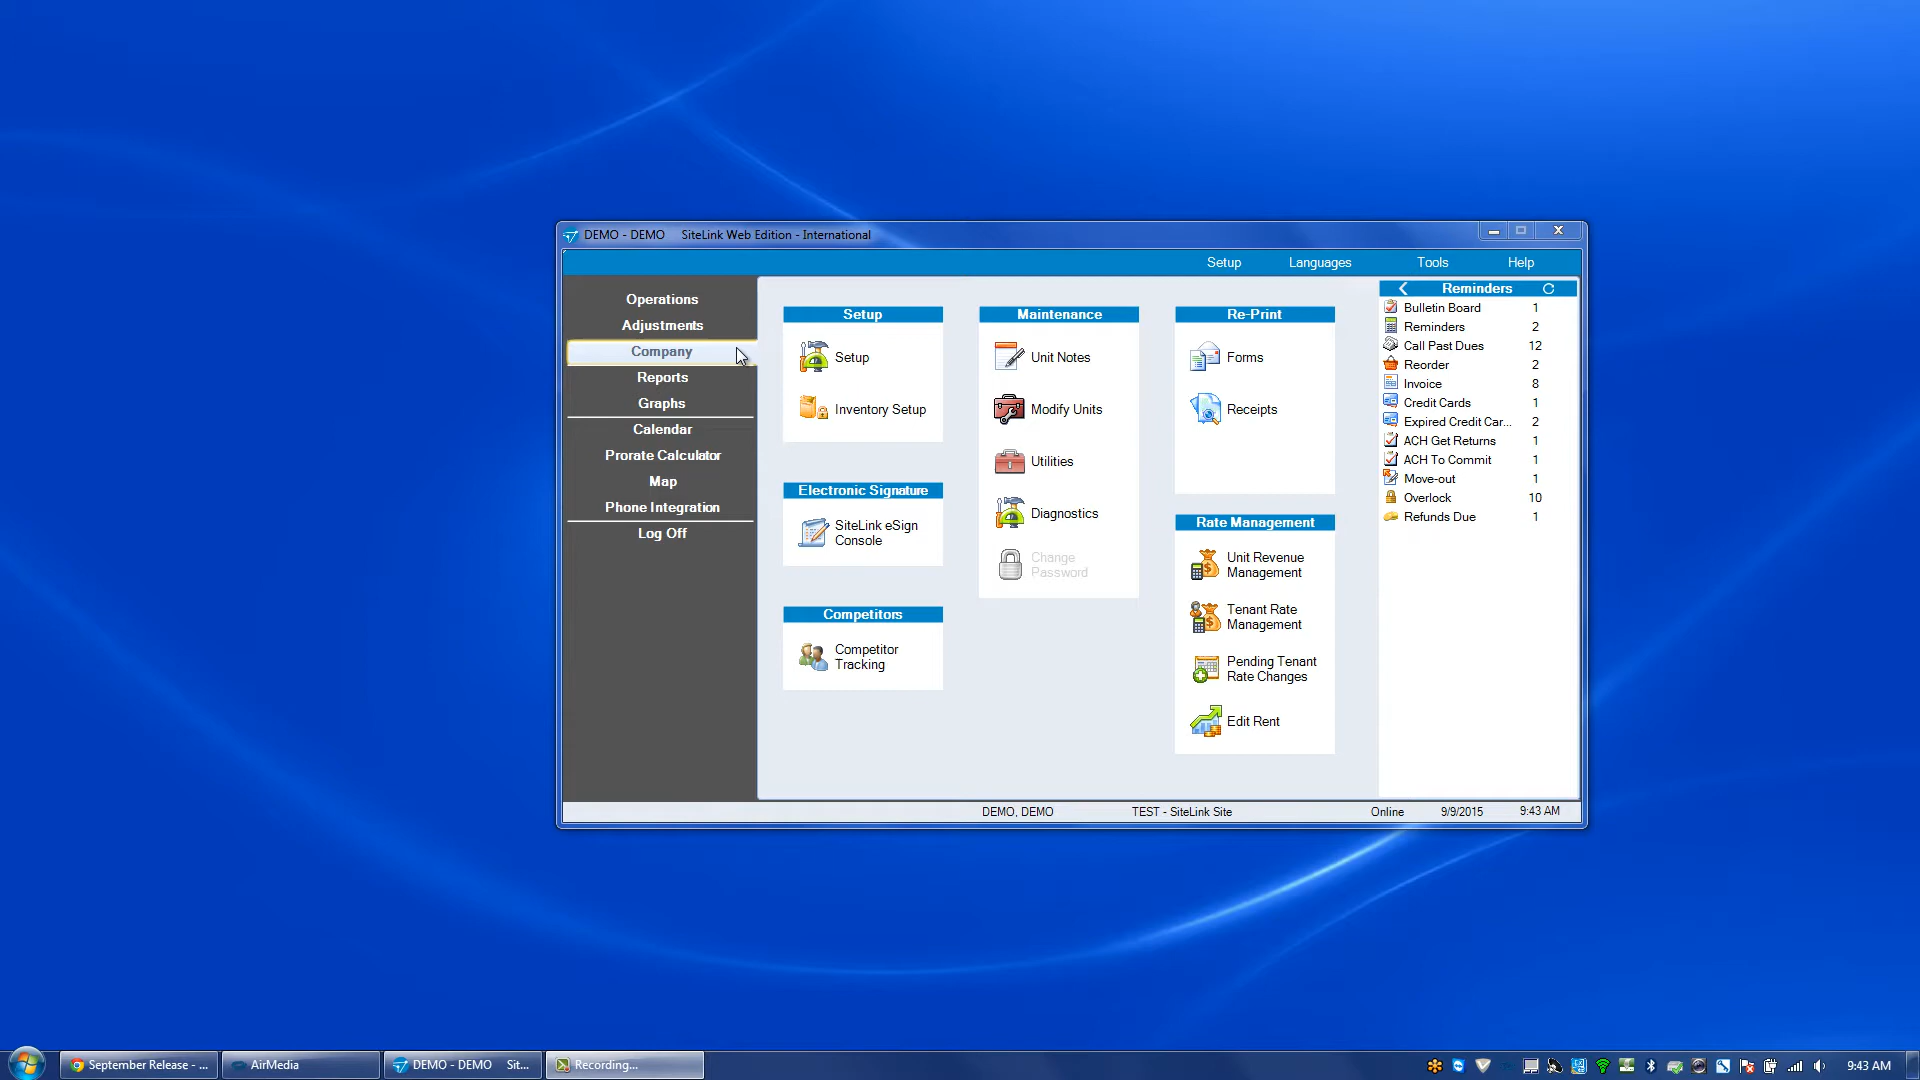 DEMO - DEMO SiteLink Web Edition - International
Setup Languages Tools Help
Operations
Adjustments
Company
Reports
Graphs
Calendar
Prorate Calculator
Map
Phone Integration
Log Off
Setup
Setup
Inventory Setup
Electronic Signature
SiteLink eSign
Console
Competitors
Competitor
Tracking
Maintenance
Unit Notes
Modify Units
Utilities
Diagnostics
Change
Password
Re-Print
Forms
Receipts
Rate Management
Unit Revenue
Management
Tenant Rate
Management
Pending Tenant
Rate Changes
Edit Rent
Reminders
Bulletin Board 1
Reminders 2
Call Past Dues 12
Reorder 2
Invoice 8
Credit Cards 1
Expired Credit Car... 2
ACH Get Returns 1
ACH To Commit 1
Move-out 1
Overlock 10
Refunds Due 1
DEMO, DEMO TEST - SiteLink Site Online 9/9/2015 9:43 AM
September Release - ... AirMedia DEMO - DEMO Sit... Recording... 9:43 AM